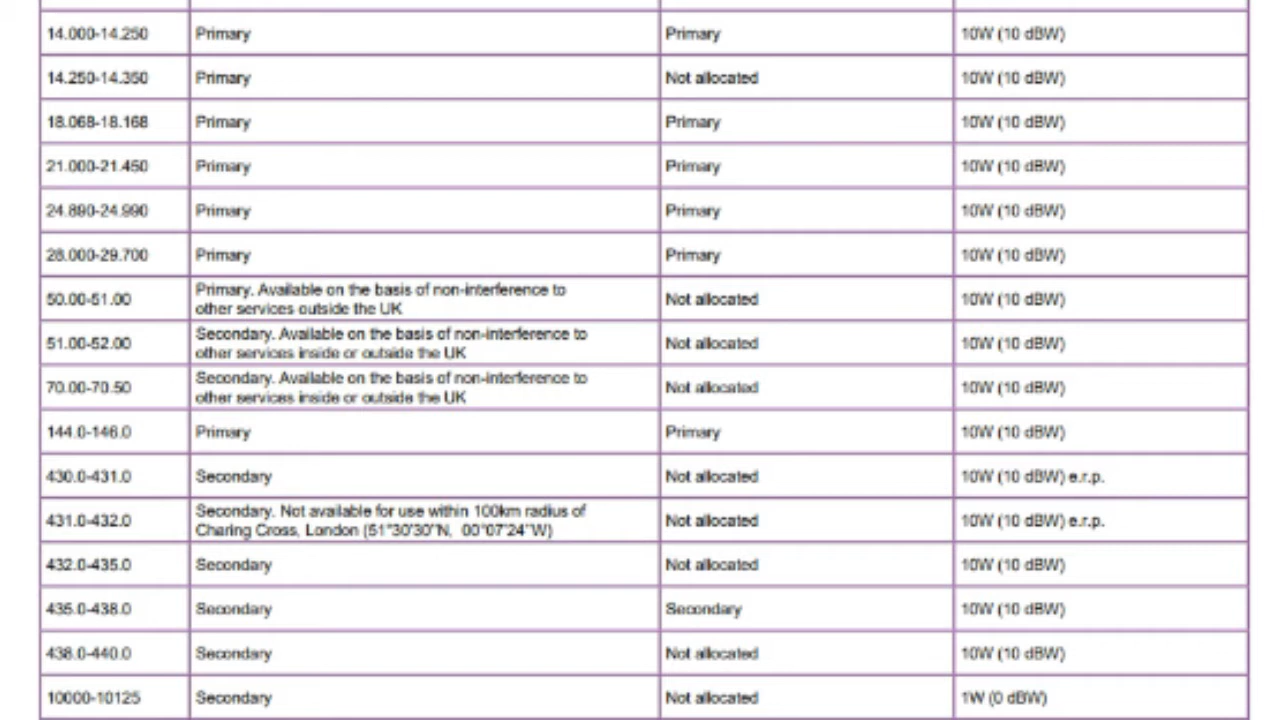 14.000-14.250 Primary Primary 10W (10 dBW)
14.250-14.350 Primary Not allocated 10W (10 dBW)
18.068-18.168 Primary Primary 10W (10 dBW)
21.000-21.450 Primary Primary 10W (10 dBW)
24.890-24.990 Primary Primary 10W (10 dBW)
28.000-29.700 Primary Primary 10W (10 dBW)
50.00-51.00 Primary. Available on the basis of non-interference to
other services outside the UK Not allocated 10W (10 dBW)
51.00-52.00 Secondary. Available on the basis of non-interference to
other services inside or outside the UK Not allocated 10W (10 dBW)
70.00-70.50 Secondary. Available on the basis of non-interference to
other services inside or outside the UK Not allocated 10W (10 dBW)
144.0-146.0 Primary Primary 10W (10 dBW)
430.0-431.0 Secondary Not allocated 10W (10 dBW) e.r.p.
431.0-432.0 Secondary. Not available for use within 100km radius of
Charing Cross, London (51°30'30"N, 00°07'24"W) Not allocated 10W (10 dBW) e.r.p.
432.0-435.0 Secondary Not allocated 10W (10 dBW)
435.0-438.0 Secondary Secondary 10W (10 dBW)
438.0-440.0 Secondary Not allocated 10W (10 dBW)
10000-10125 Secondary Not allocated 1W (0 dBW)